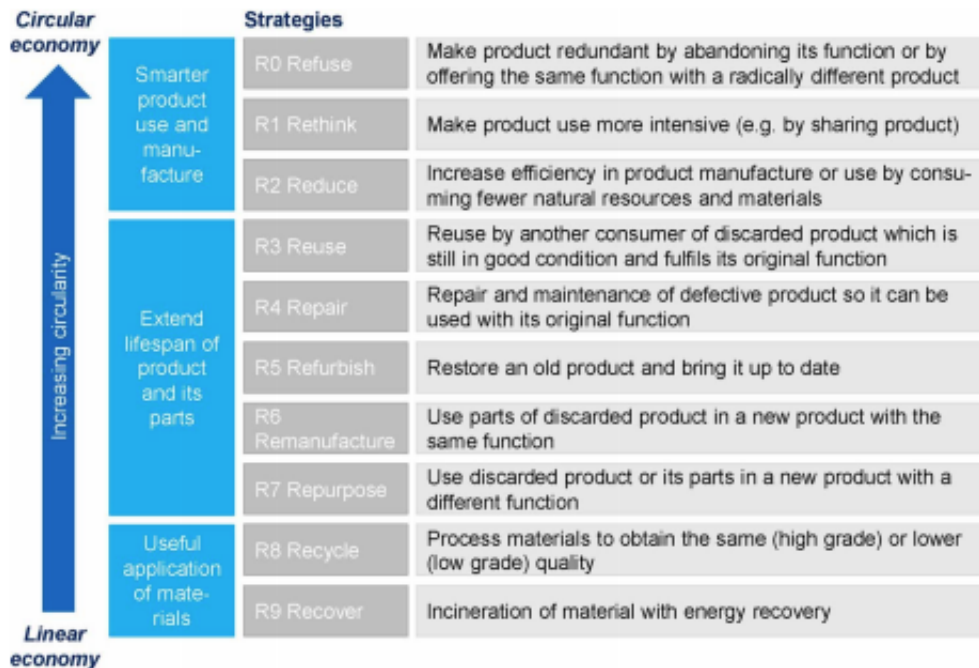 Circular
economy
Strategies
Increasing circularity
Smarter
product
use and
manu-
facture
R0 Refuse
Make product redundant by abandoning its function or by
offering the same function with a radically different product
R1 Rethink
Make product use more intensive (e.g. by sharing product)
R2 Reduce
Increase efficiency in product manufacture or use by consu-
ming fewer natural resources and materials
Extend
lifespan of
product
and its
parts
R3 Reuse
Reuse by another consumer of discarded product which is
still in good condition and fulfils its original function
R4 Repair
Repair and maintenance of defective product so it can be
used with its original function
R5 Refurbish
Restore an old product and bring it up to date
R6
Remanufacture
Use parts of discarded product in a new product with the
same function
R7 Repurpose
Use discarded product or its parts in a new product with a
different function
Useful
application
of mate-
rials
R8 Recycle
Process materials to obtain the same (high grade) or lower
(low grade) quality
R9 Recover
Incineration of material with energy recovery
Linear
economy